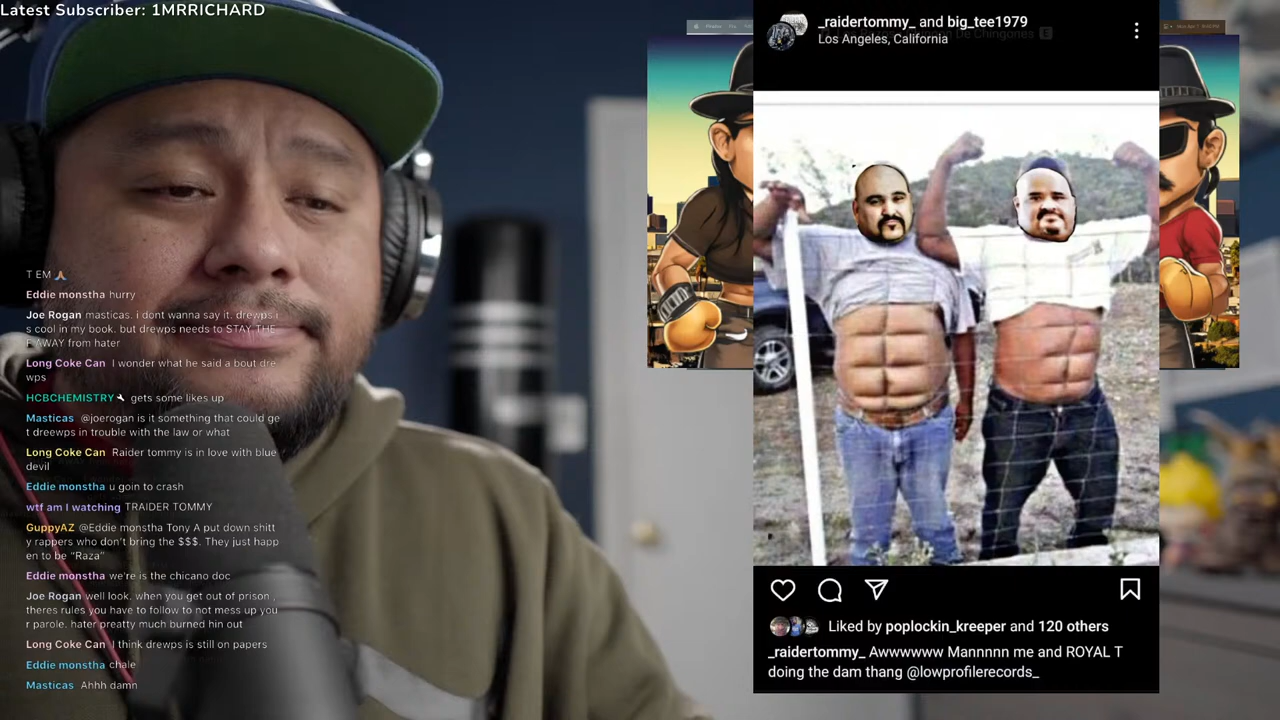 Latest Subscriber: 1MRRICHARD
T EM
Eddie monstha hurry
Joe Rogan masticas. i dont wanna say it. drewps i
s cool in my book. but drewps needs to STAY THE
F AWAY from hater
Long Coke Can I wonder what he said a bout dre
wps
HCBCHEMISTRY gets some likes up
Masticas @joerogan is it something that could ge
t dreewps in trouble with the law or what
Long Coke Can Raider tommy is in love with blue
devil
Eddie monstha u goin to crash
wtf am I watching TRAIDER TOMMY
GuppyAZ @Eddie monstha Tony A put down shitt
y rappers who don't bring the $$$. They just happ
en to be "Raza"
Eddie monstha we're is the chicano doc
Joe Rogan well look. when you get out of prison ,
theres rules you have to follow to not mess up you
r parole. hater preatty much burned hin out
Long Coke Can I think drewps is still on papers
Eddie monstha chale
Masticas Ahhh damn
_raidertommy_ and big_tee1979
Los Angeles, California
De Chingones E
Liked by poplockin_kreeper and 120 others
_raidertommy_ Awwwwww Mannnnn me and ROYAL T
doing the dam thang @lowprofilerecords_